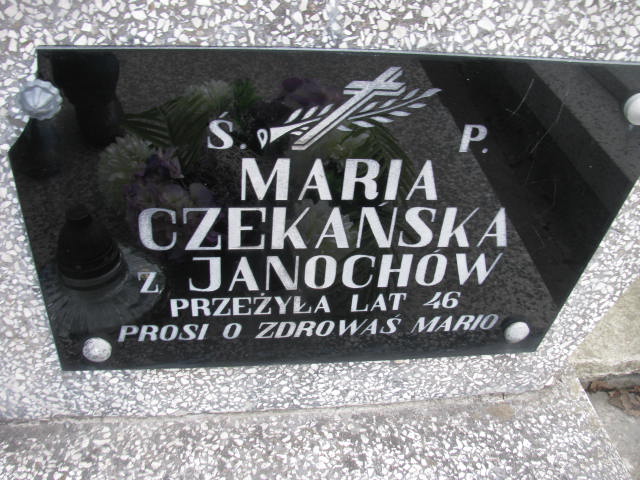 Ś. P.
MARIA
CZEKAŃSKA
Z JANOCHÓW
PRZEŻYŁA LAT 46
PROSI O ZDROWAŚ MARIO